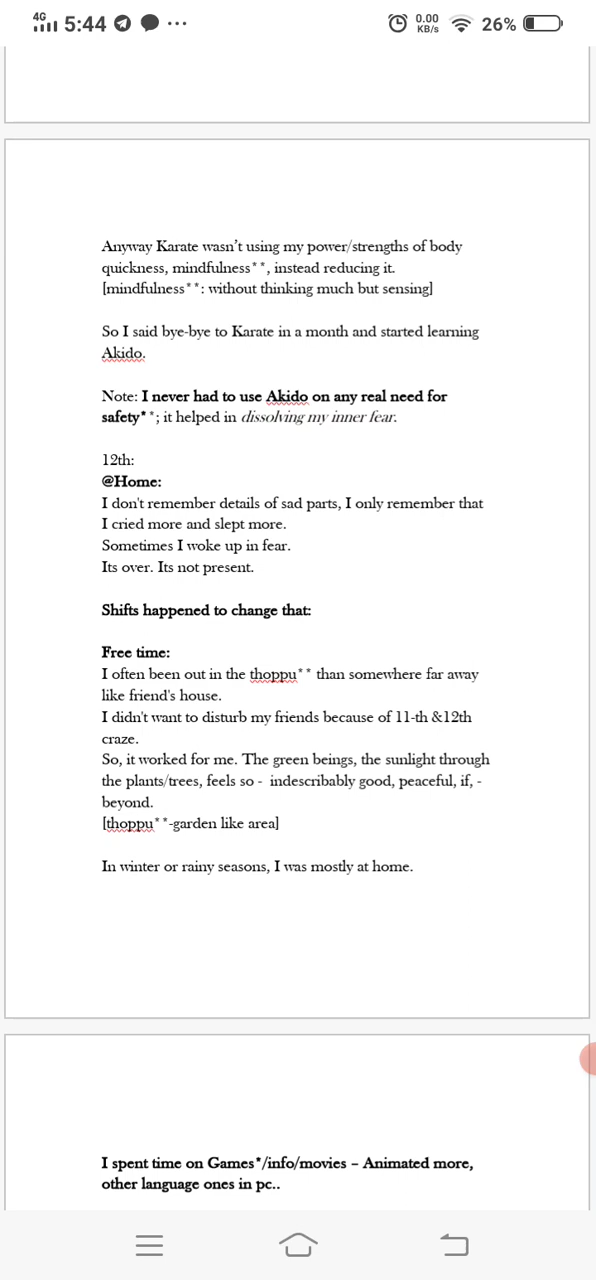 4G
5:44 ...
0.00
KB/s
26%
Anyway Karate wasn't using my power/strengths of body
quickness, mindfulness**, instead reducing it.
[mindfulness**: without thinking much but sensing]
So I said bye-bye to Karate in a month and started learning
Akido.
Note: I never had to use Akido on any real need for
safety**; it helped in dissolving my inner fear.
12th:
@Home:
I don't remember details of sad parts, I only remember that
I cried more and slept more.
Sometimes I woke up in fear.
Its over. Its not present.
Shifts happened to change that:
Free time:
I often been out in the thoppu** than somewhere far away
like friend's house.
I didn't want to disturb my friends because of 11-th &12th
craze.
So, it worked for me. The green beings, the sunlight through
the plants/trees, feels so - indescribably good, peaceful, if, -
beyond.
[thoppu**-garden like area]
In winter or rainy seasons, I was mostly at home.
I spent time on Games*/info/movies – Animated more,
other language ones in pc..